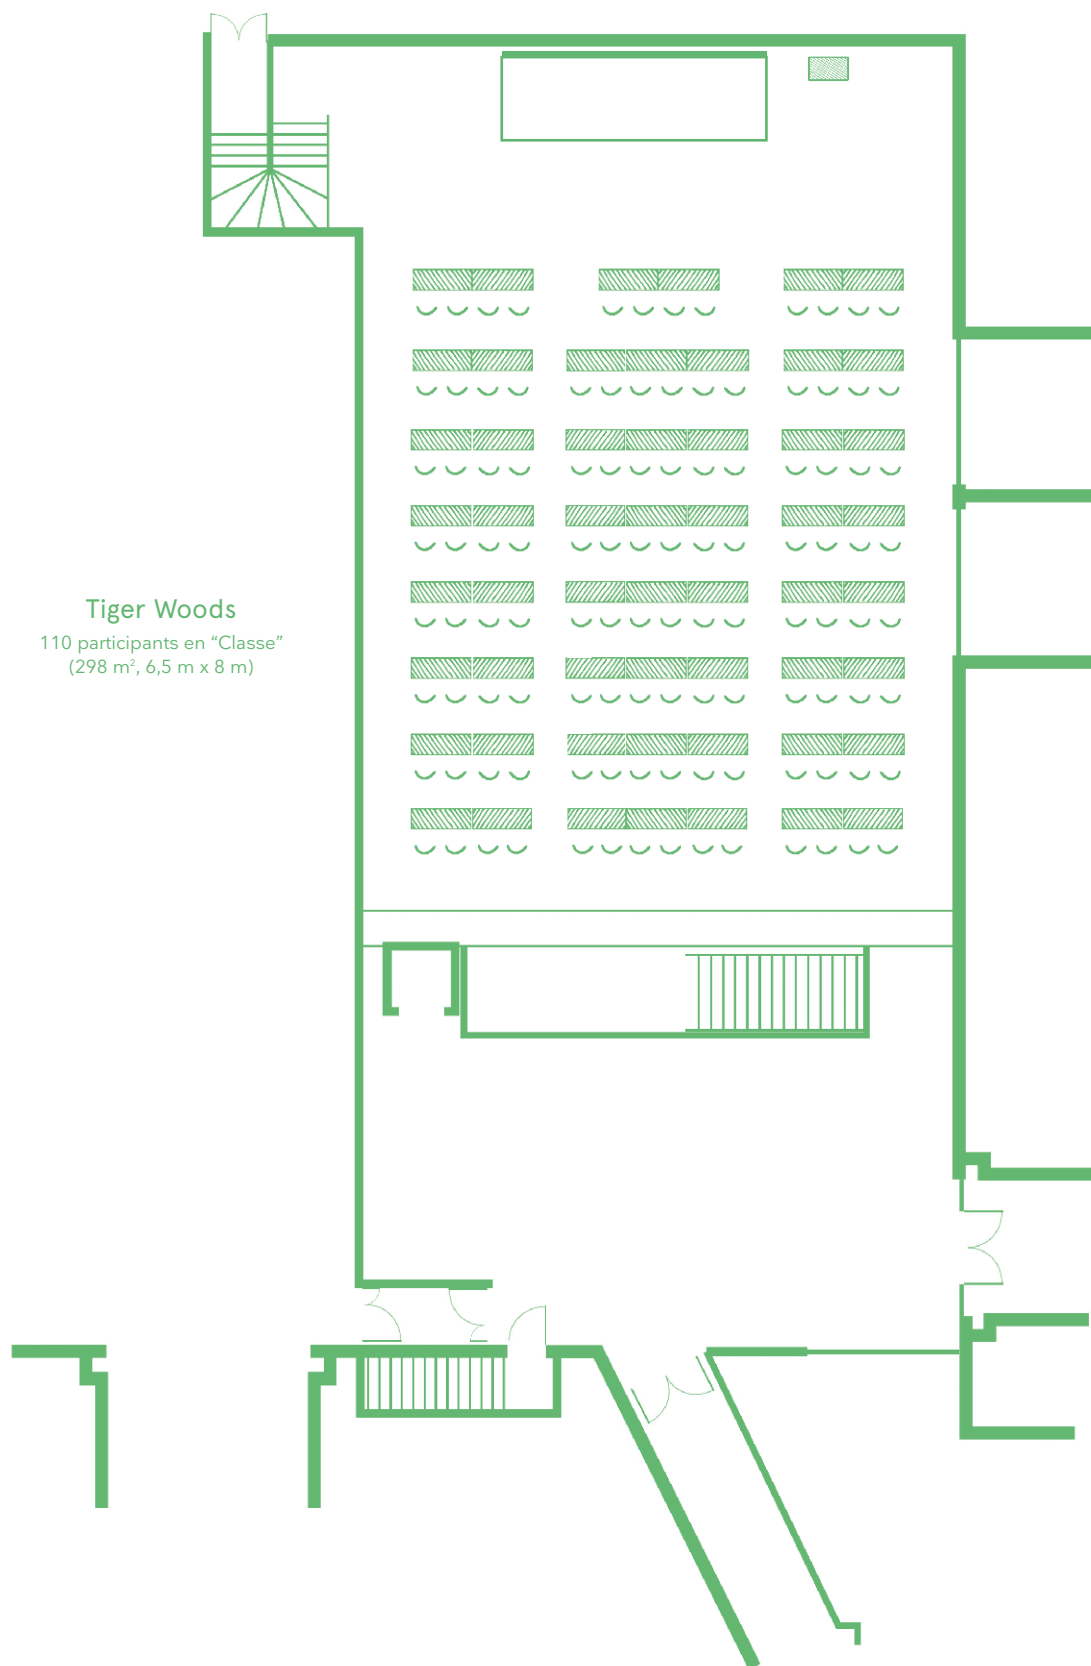 Tiger Woods
110 participants en “Classe”
(298 m², 6,5 m x 8 m)